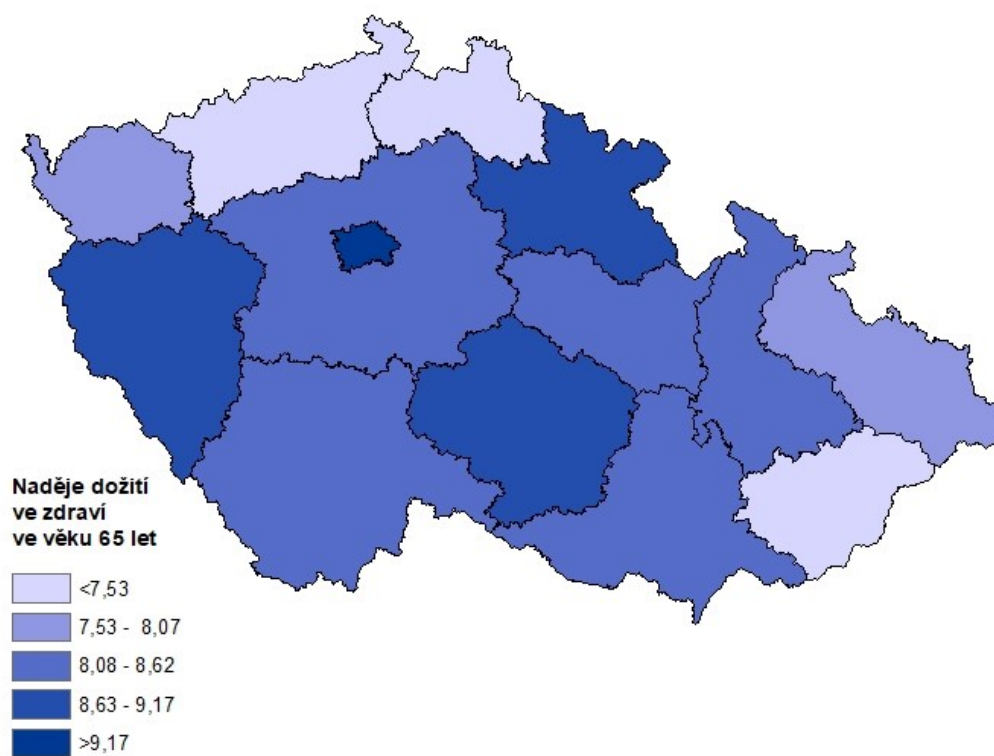 Naděje dožití
ve zdraví
ve věku 65 let
<7,53
7,53 - 8,07
8,08 - 8,62
8,63 - 9,17
>9,17